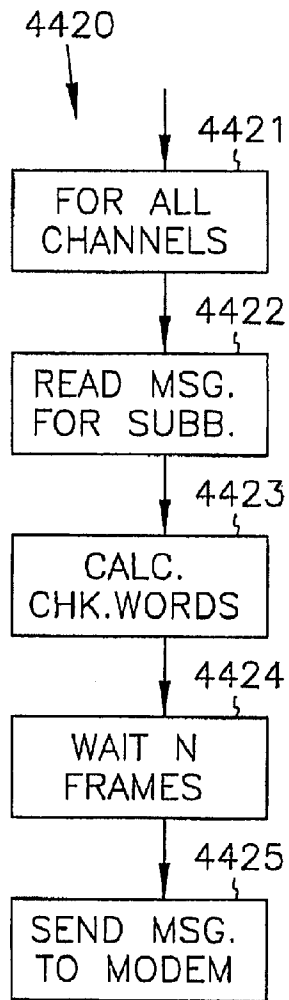 4420
4421
FOR ALL
CHANNELS
4422
READ MSG.
FOR SUBB.
4423
CALC.
CHK.WORDS
4424
WAIT N
FRAMES
4425
SEND MSG.
TO MODEM